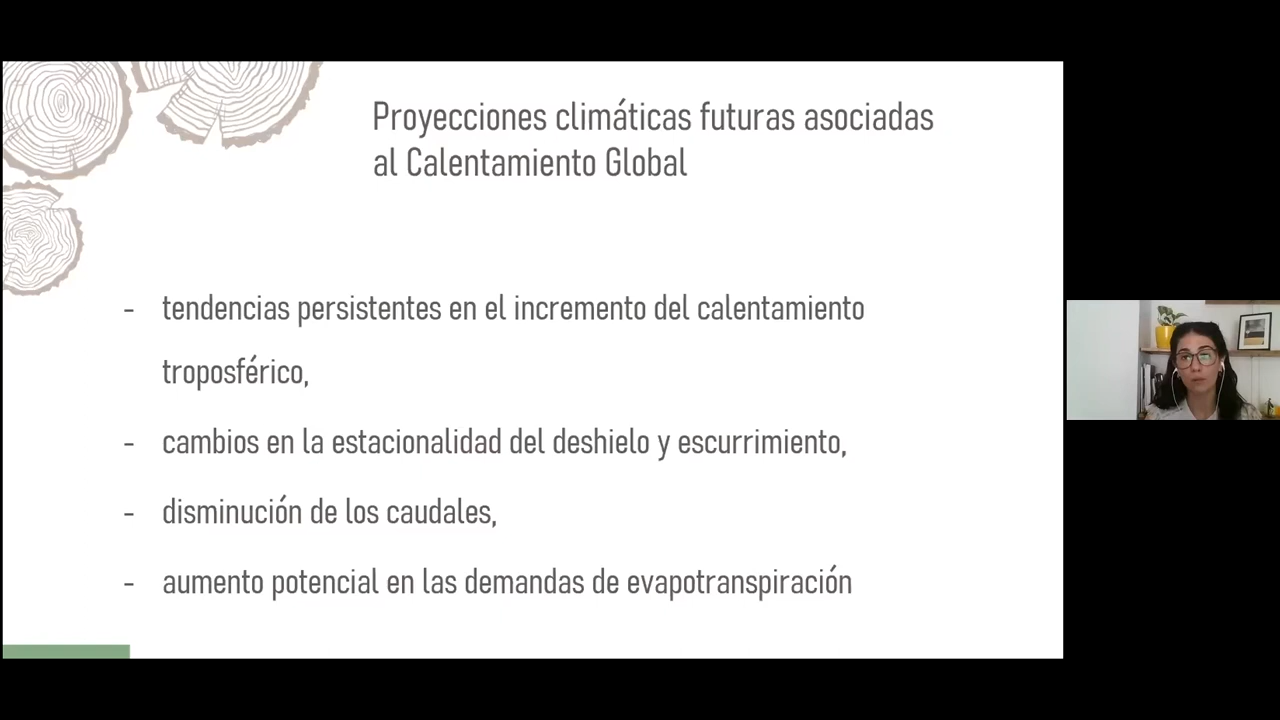 Proyecciones climáticas futuras asociadas
al Calentamiento Global
- tendencias persistentes en el incremento del calentamiento
troposférico,
- cambios en la estacionalidad del deshielo y escurrimiento,
- disminución de los caudales,
- aumento potencial en las demandas de evapotranspiración